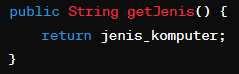 public String getJenis() {
    return jenis_komputer;
}